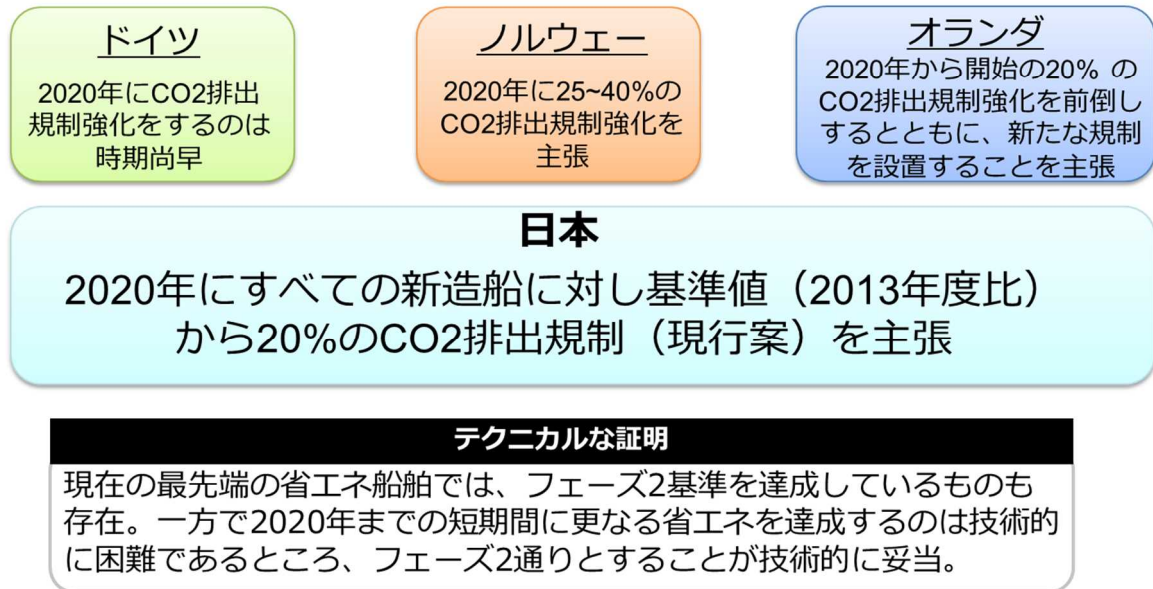 ドイツ
2020年にCO2排出
規制強化をするのは
時期尚早
ノルウェー
2020年に25~40%の
CO2排出規制強化を
主張
オランダ
2020年から開始の20% の
CO2排出規制強化を前倒し
するとともに、新たな規制
を設置することを主張
日本
2020年にすべての新造船に対し基準値（2013年度比）
から20%のCO2排出規制（現行案）を主張
テクニカルな証明
現在の最先端の省エネ船舶では、フェーズ2基準を達成しているものも
存在。一方で2020年までの短期間に更なる省エネを達成するのは技術的
に困難であるところ、フェーズ2通りとすることが技術的に妥当。